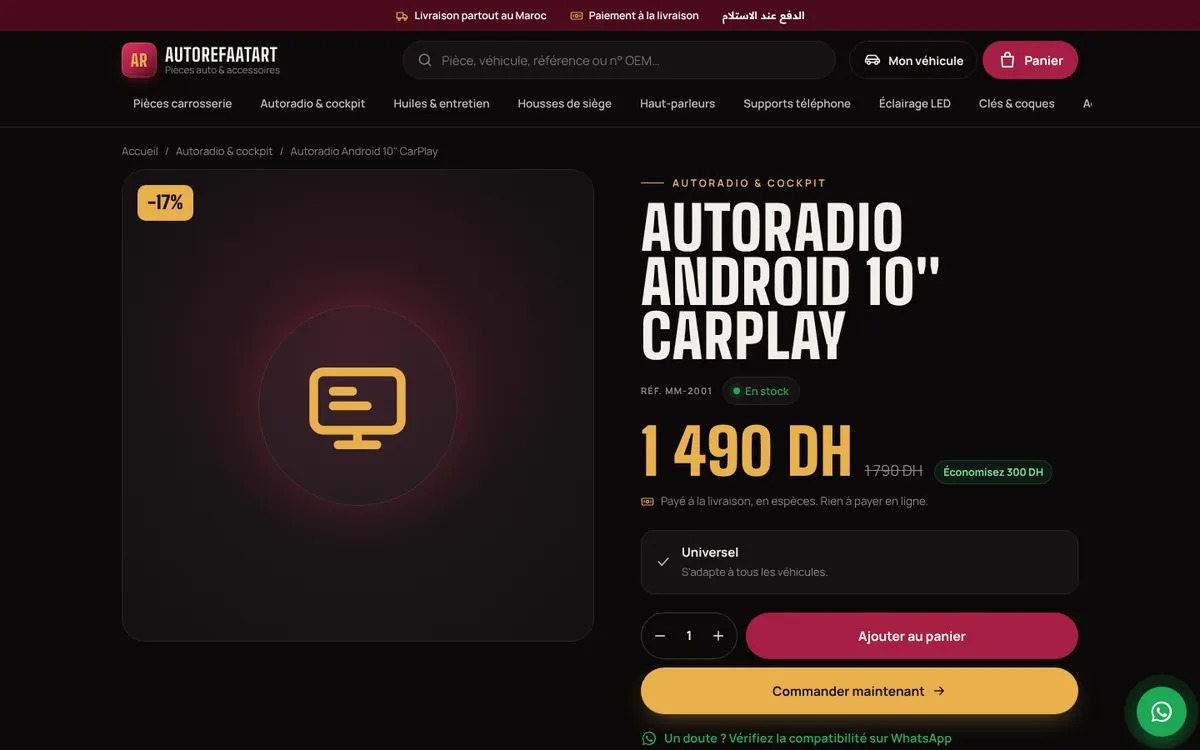 Livraison partout au Maroc
Paiement à la livraison
الدفع عند الاستلام
AR
AUTOREFAATART
Pièces auto & accessoires
Pièce, véhicule, référence ou n° OEM…
Mon véhicule
Panier
Pièces carrosserie
Autoradio & cockpit
Huiles & entretien
Housses de siège
Haut-parleurs
Supports téléphone
Éclairage LED
Clés & coques
Accueil / Autoradio & cockpit / Autoradio Android 10" CarPlay
−17%
AUTORADIO & COCKPIT
AUTORADIO
ANDROID 10"
CARPLAY
RÉF. MM-2001
En stock
1 490 DH
1 790 DH
Économisez 300 DH
Payé à la livraison, en espèces. Rien à payer en ligne.
Universel
S'adapte à tous les véhicules.
− 1 +
Ajouter au panier
Commander maintenant →
Un doute ? Vérifiez la compatibilité sur WhatsApp